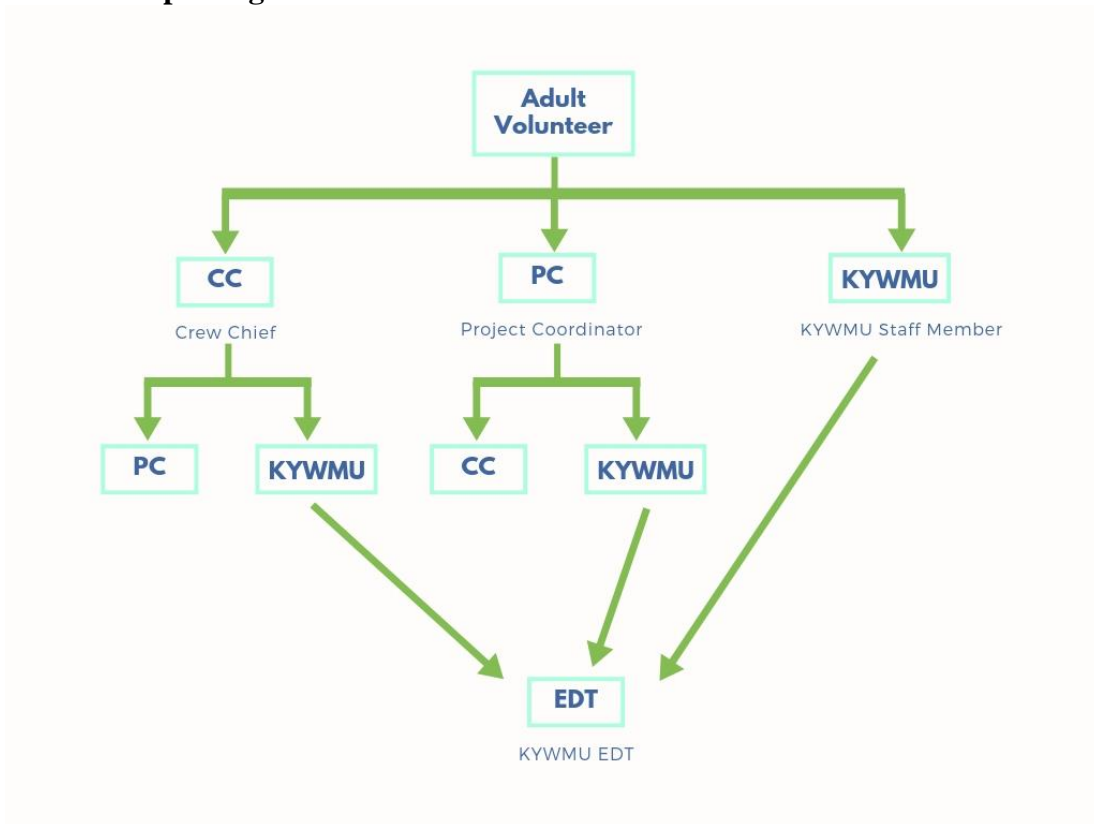 Adult
Volunteer
CC
PC
KYWMU
Crew Chief
Project Coordinator
KYWMU Staff Member
PC
KYWMU
CC
KYWMU
EDT
KYWMU EDT